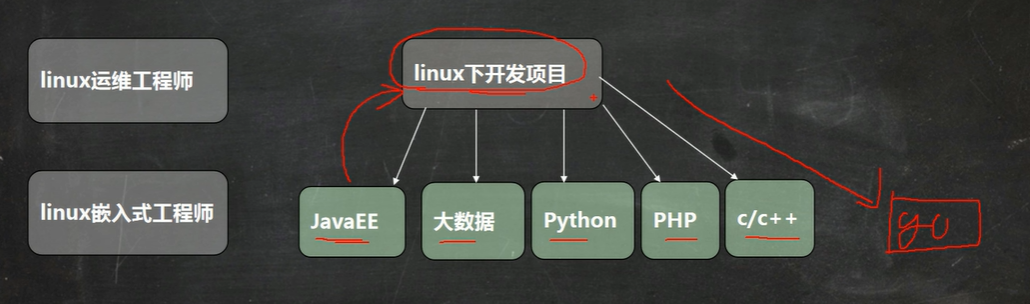 linux运维工程师
linux下开发项目
linux嵌入式工程师
JavaEE
大数据
Python
PHP
c/c++
go